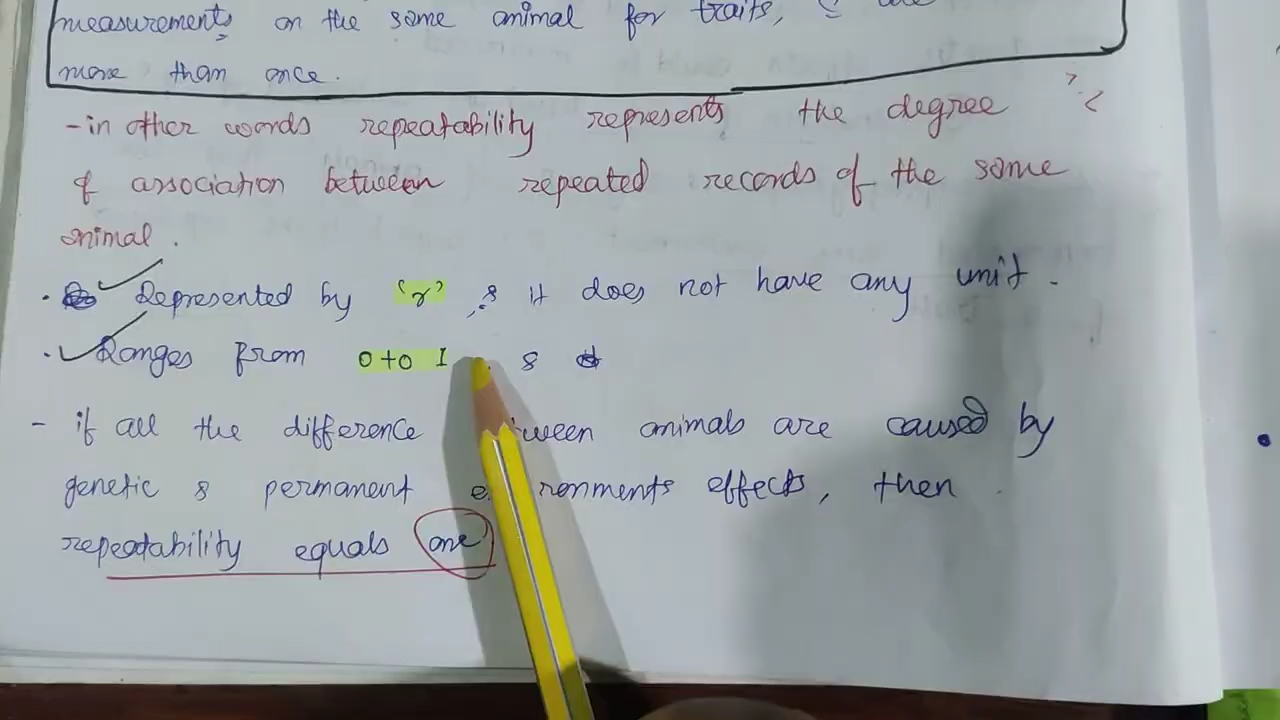 measurements on the same animal for traits,
more than once.
-in other words repeatability represents the degree
of association between repeated records of the same
animal.
. Represented by 'r' , & it does not have any unit.
. Ranges from 0 to 1 . &
- if all the difference animals are caused by
genetic & permanent effects, then
repeatability equals one